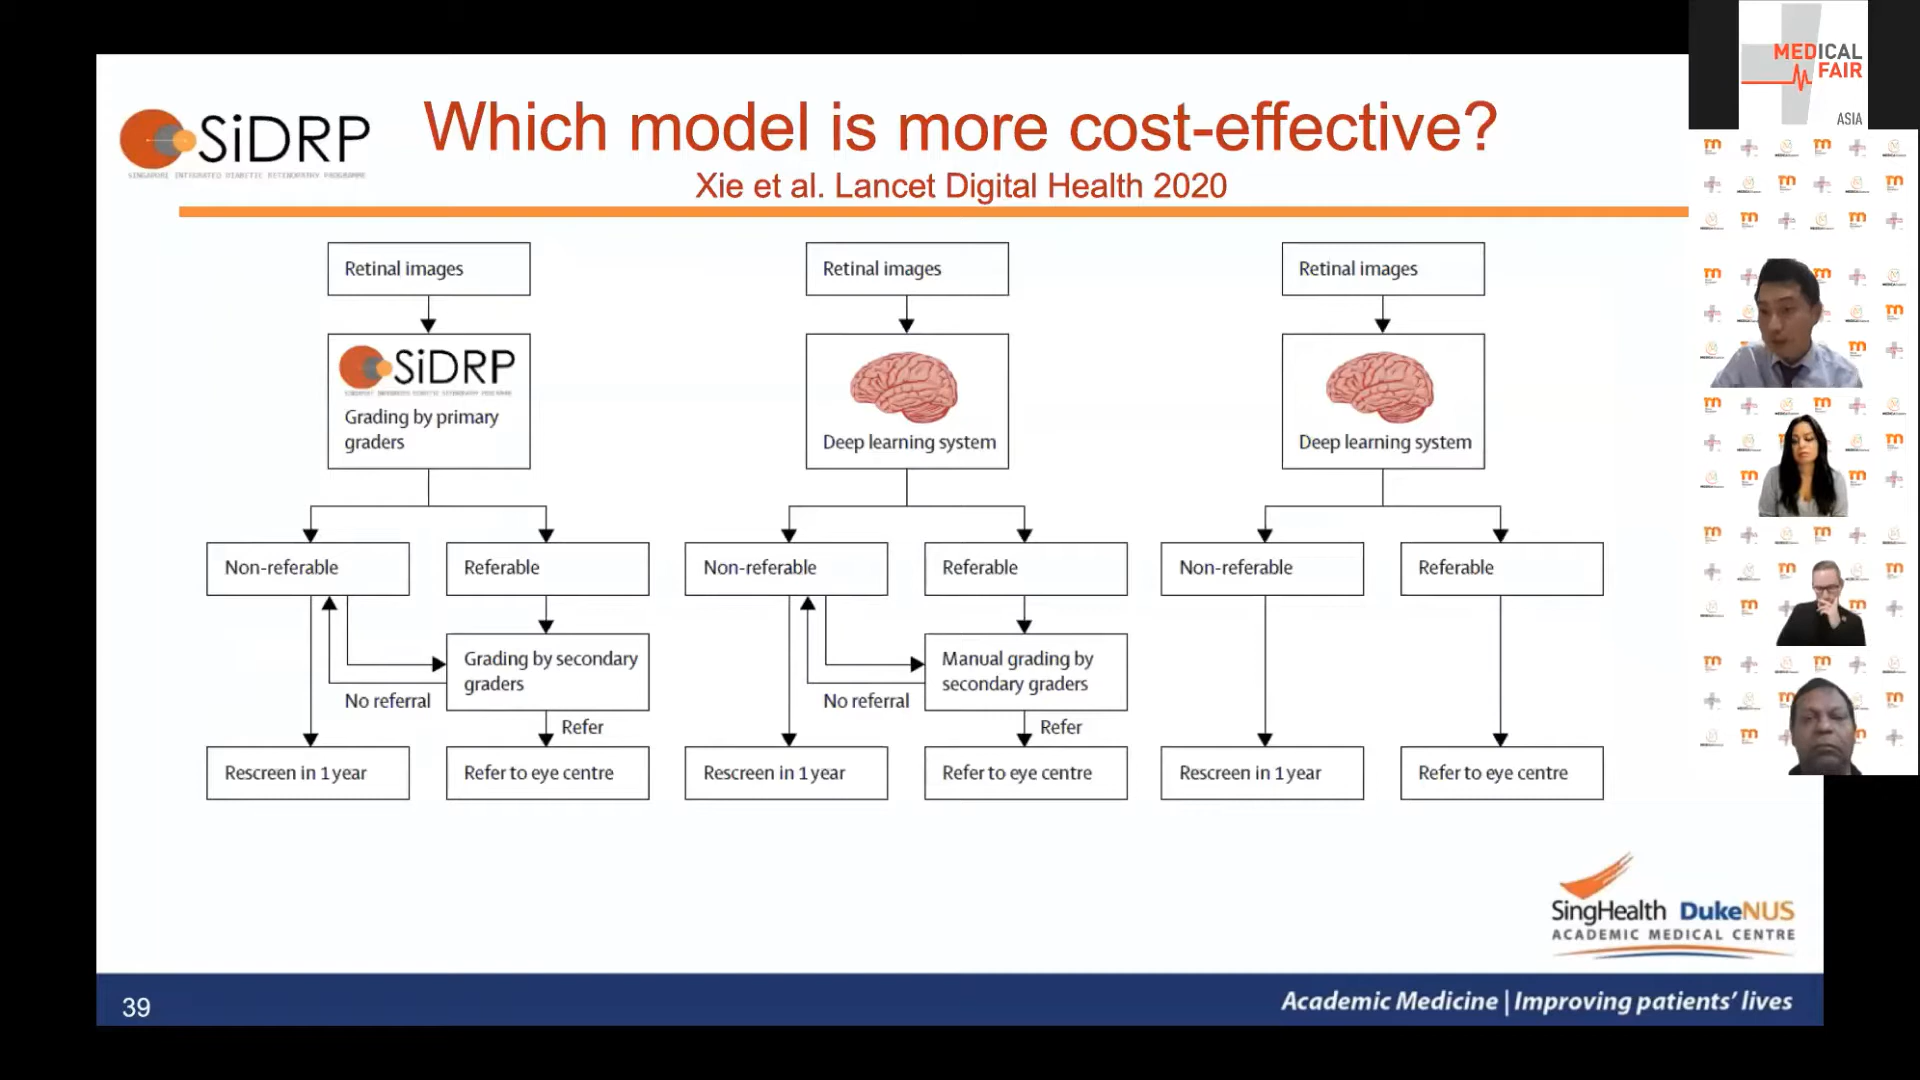 MEDICAL
FAIR
ASIA
SiDRP
SINGAPORE INTEGRATED DIABETIC RETINOPATHY PROGRAMME
Which model is more cost-effective?
Xie et al. Lancet Digital Health 2020
Retinal images
SiDRP
Grading by primary
graders
Non-referable
Referable
Grading by secondary
graders
No referral
Refer
Rescreen in 1 year
Refer to eye centre
Retinal images
Deep learning system
Non-referable
Referable
Manual grading by
secondary graders
No referral
Refer
Rescreen in 1 year
Refer to eye centre
Retinal images
Deep learning system
Non-referable
Referable
Rescreen in 1 year
Refer to eye centre
SingHealth DukeNUS
ACADEMIC MEDICAL CENTRE
39
Academic Medicine | Improving patients' lives